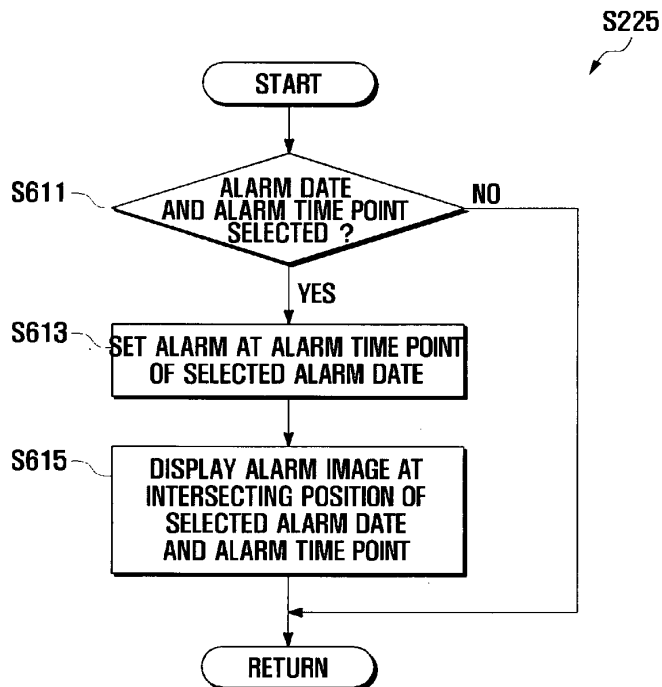 S225
START
S611
ALARM DATE
AND ALARM TIME POINT
SELECTED ?
NO
YES
S613
SET ALARM AT ALARM TIME POINT
OF SELECTED ALARM DATE
S615
DISPLAY ALARM IMAGE AT
INTERSECTING POSITION OF
SELECTED ALARM DATE
AND ALARM TIME POINT
RETURN